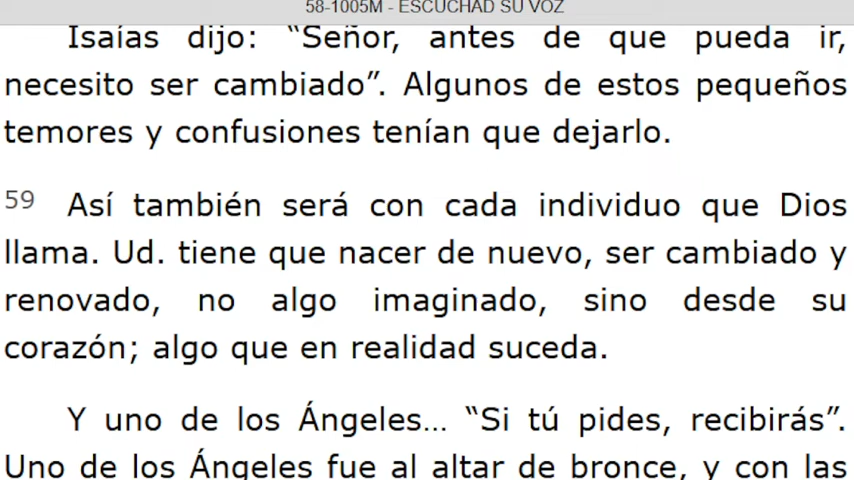 58-1005M - ESCUCHAD SU VOZ
Isaías dijo: “Señor, antes de que pueda ir,
necesito ser cambiado”. Algunos de estos pequeños
temores y confusiones tenían que dejarlo.
59 Así también será con cada individuo que Dios
llama. Ud. tiene que nacer de nuevo, ser cambiado y
renovado, no algo imaginado, sino desde su
corazón; algo que en realidad suceda.
Y uno de los Ángeles… “Si tú pides, recibirás”.
Uno de los Ángeles fue al altar de bronce, y con las